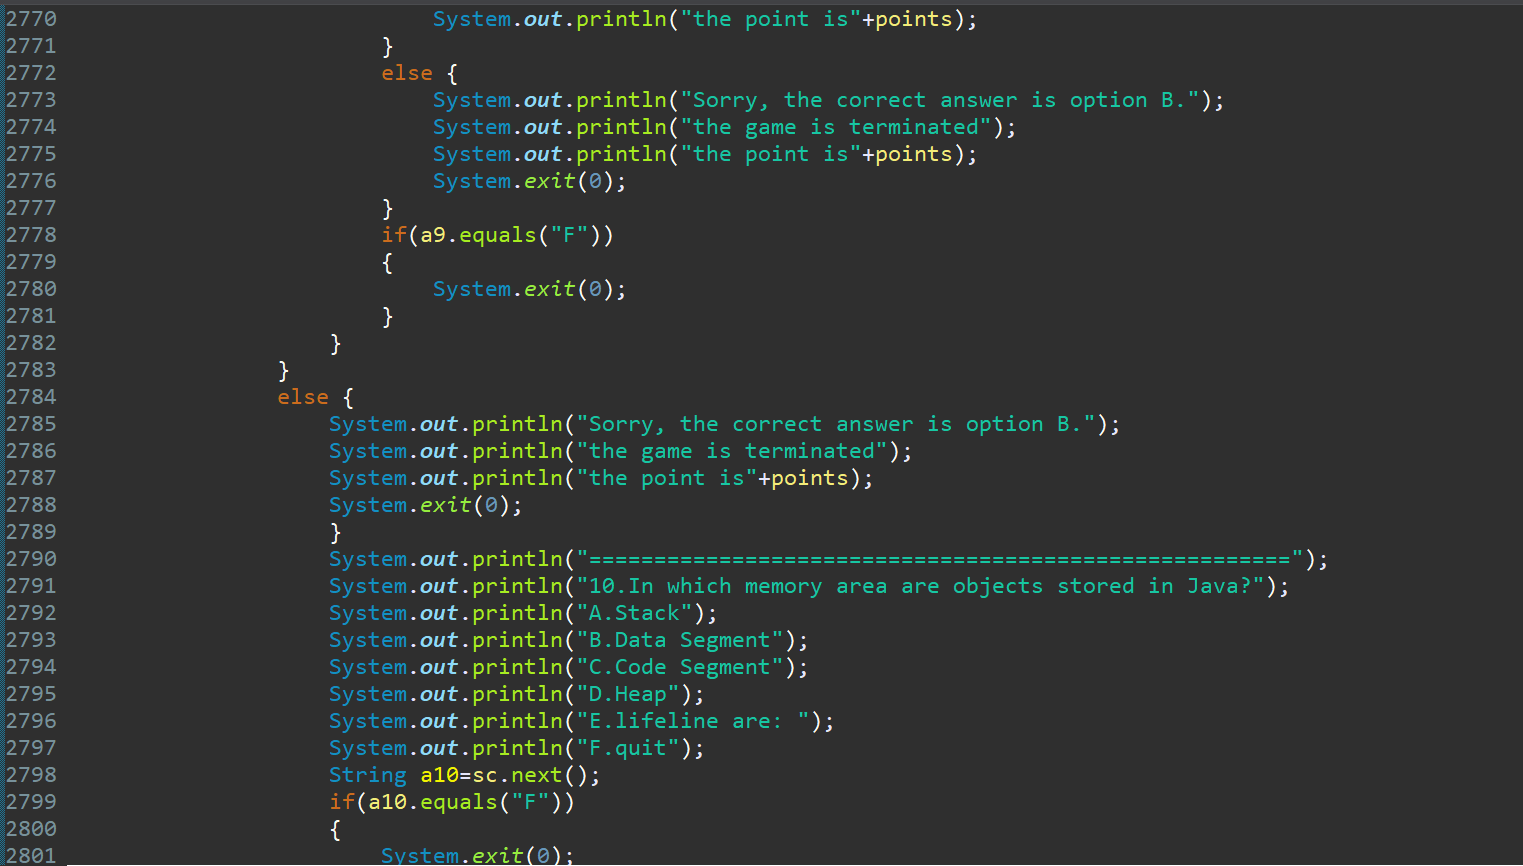 2770 System.out.println("the point is"+points);
2771 }
2772 else {
2773 System.out.println("Sorry, the correct answer is option B.");
2774 System.out.println("the game is terminated");
2775 System.out.println("the point is"+points);
2776 System.exit(0);
2777 }
2778 if(a9.equals("F"))
2779 {
2780 System.exit(0);
2781 }
2782 }
2783 }
2784 else {
2785 System.out.println("Sorry, the correct answer is option B.");
2786 System.out.println("the game is terminated");
2787 System.out.println("the point is"+points);
2788 System.exit(0);
2789 }
2790 System.out.println("======================================================");
2791 System.out.println("10.In which memory area are objects stored in Java?");
2792 System.out.println("A.Stack");
2793 System.out.println("B.Data Segment");
2794 System.out.println("C.Code Segment");
2795 System.out.println("D.Heap");
2796 System.out.println("E.lifeline are: ");
2797 System.out.println("F.quit");
2798 String a10=sc.next();
2799 if(a10.equals("F"))
2800 {
2801 System.exit(0);